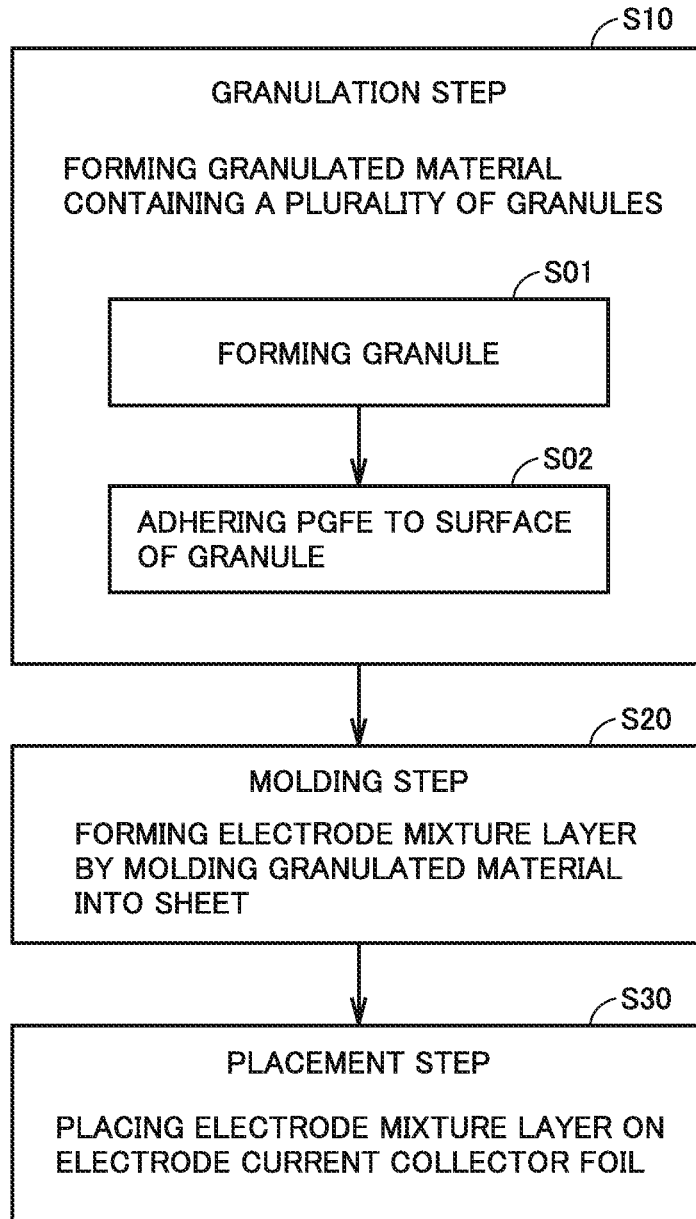 S10
GRANULATION STEP
FORMING GRANULATED MATERIAL
CONTAINING A PLURALITY OF GRANULES
S01
FORMING GRANULE
S02
ADHERING PGFE TO SURFACE
OF GRANULE
S20
MOLDING STEP
FORMING ELECTRODE MIXTURE LAYER
BY MOLDING GRANULATED MATERIAL
INTO SHEET
S30
PLACEMENT STEP
PLACING ELECTRODE MIXTURE LAYER ON
ELECTRODE CURRENT COLLECTOR FOIL